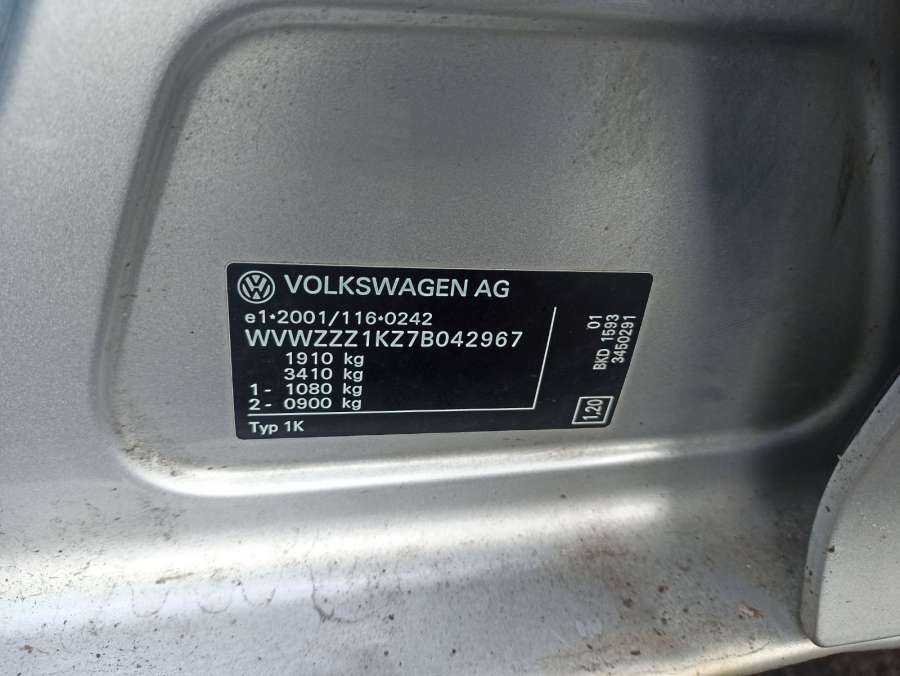 VOLKSWAGEN AG
e1*2001/116*0242
WVWZZZ1KZ7B042967
1910 kg
3410 kg
1- 1080 kg
2- 0900 kg
Typ 1K
01
BKD 1593
3450291
1.20